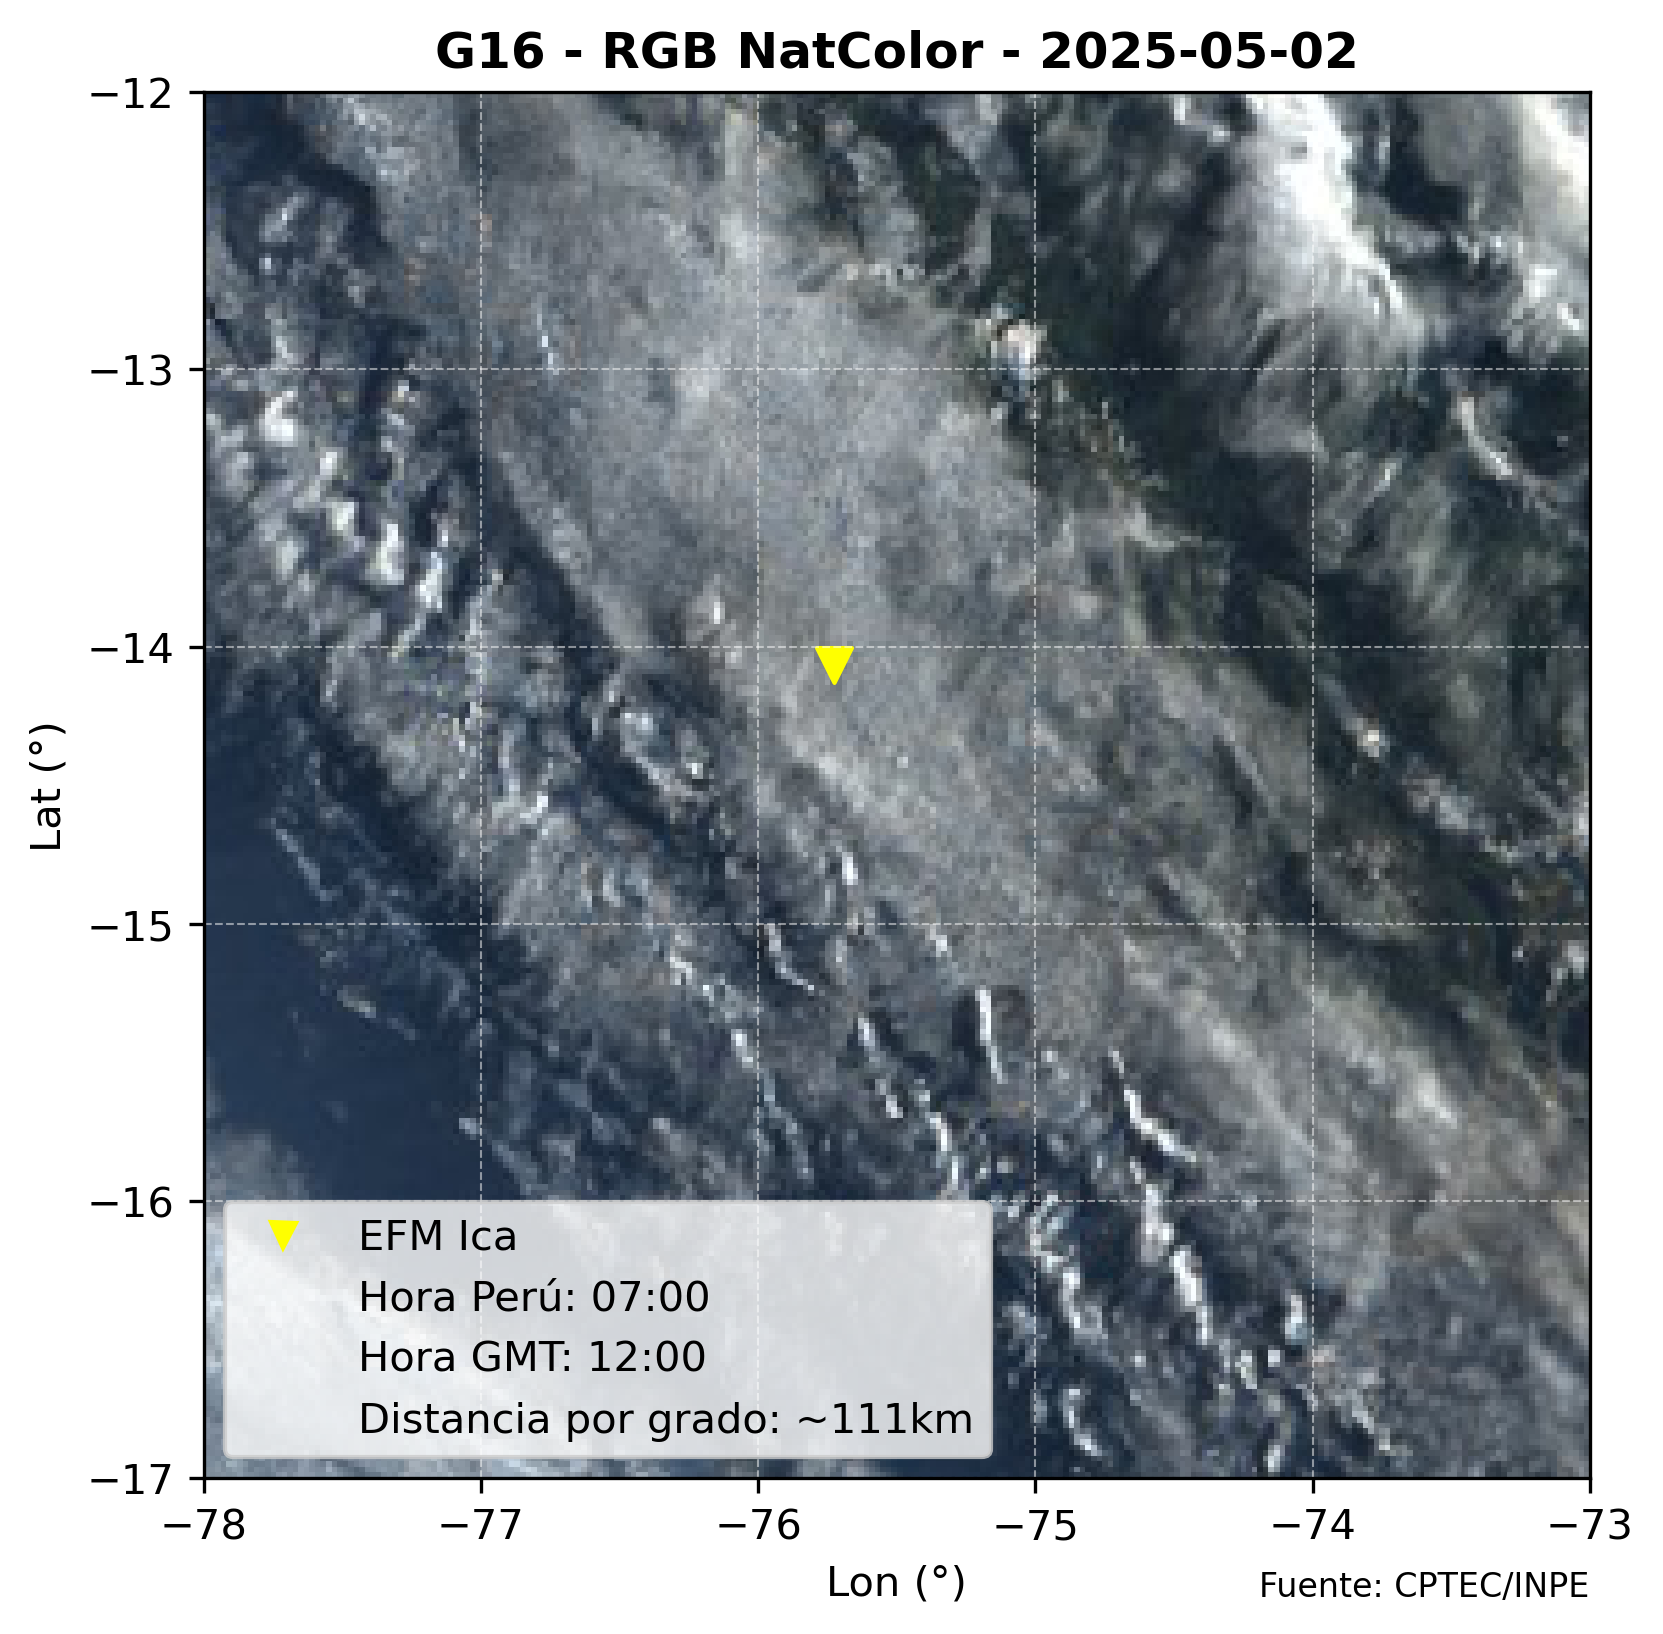 G16 - RGB NatColor - 2025-05-02
−12
−13
−14
−15
−16
−17
Lat (°)
EFM Ica
Hora Perú: 07:00
Hora GMT: 12:00
Distancia por grado: ~111km
−78
−77
−76
−75
−74
−73
Lon (°)
Fuente: CPTEC/INPE